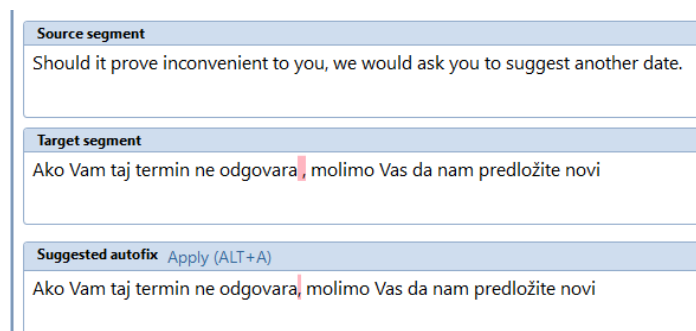 Source segment
Should it prove inconvenient to you, we would ask you to suggest another date.
Target segment
Ako Vam taj termin ne odgovara , molimo Vas da nam predložite novi
Suggested autofix Apply (ALT+A)
Ako Vam taj termin ne odgovara, molimo Vas da nam predložite novi